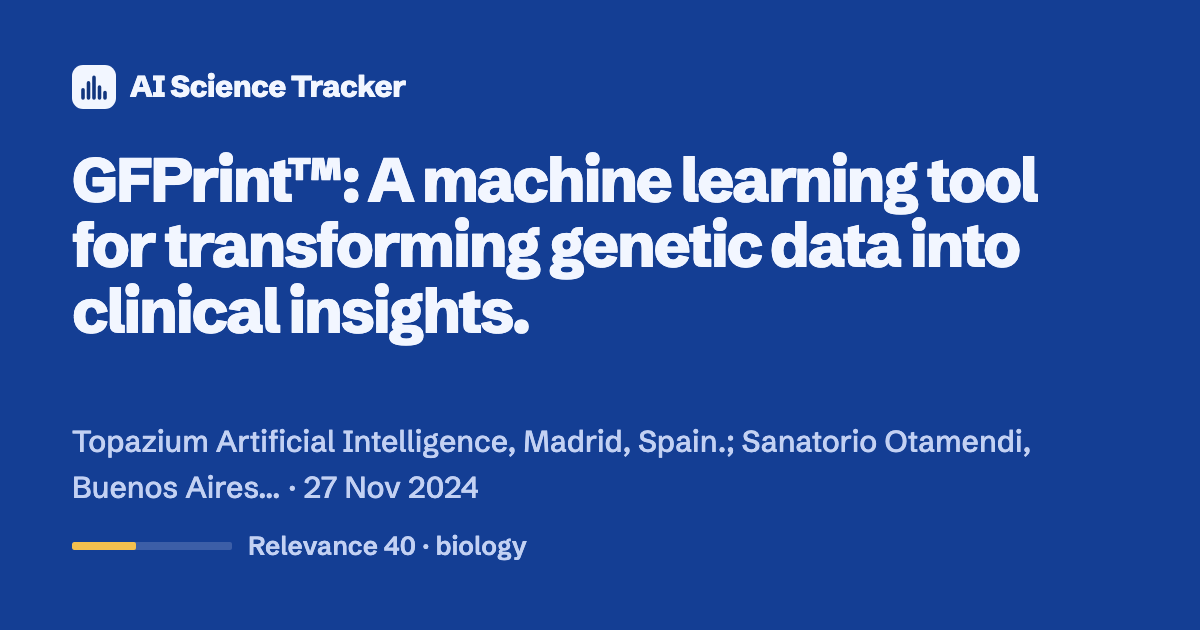 AI Science Tracker
GFPrint™: A machine learning tool
for transforming genetic data into
clinical insights.
Topazium Artificial Intelligence, Madrid, Spain.; Sanatorio Otamendi,
Buenos Aires... · 27 Nov 2024
Relevance 40 · biology